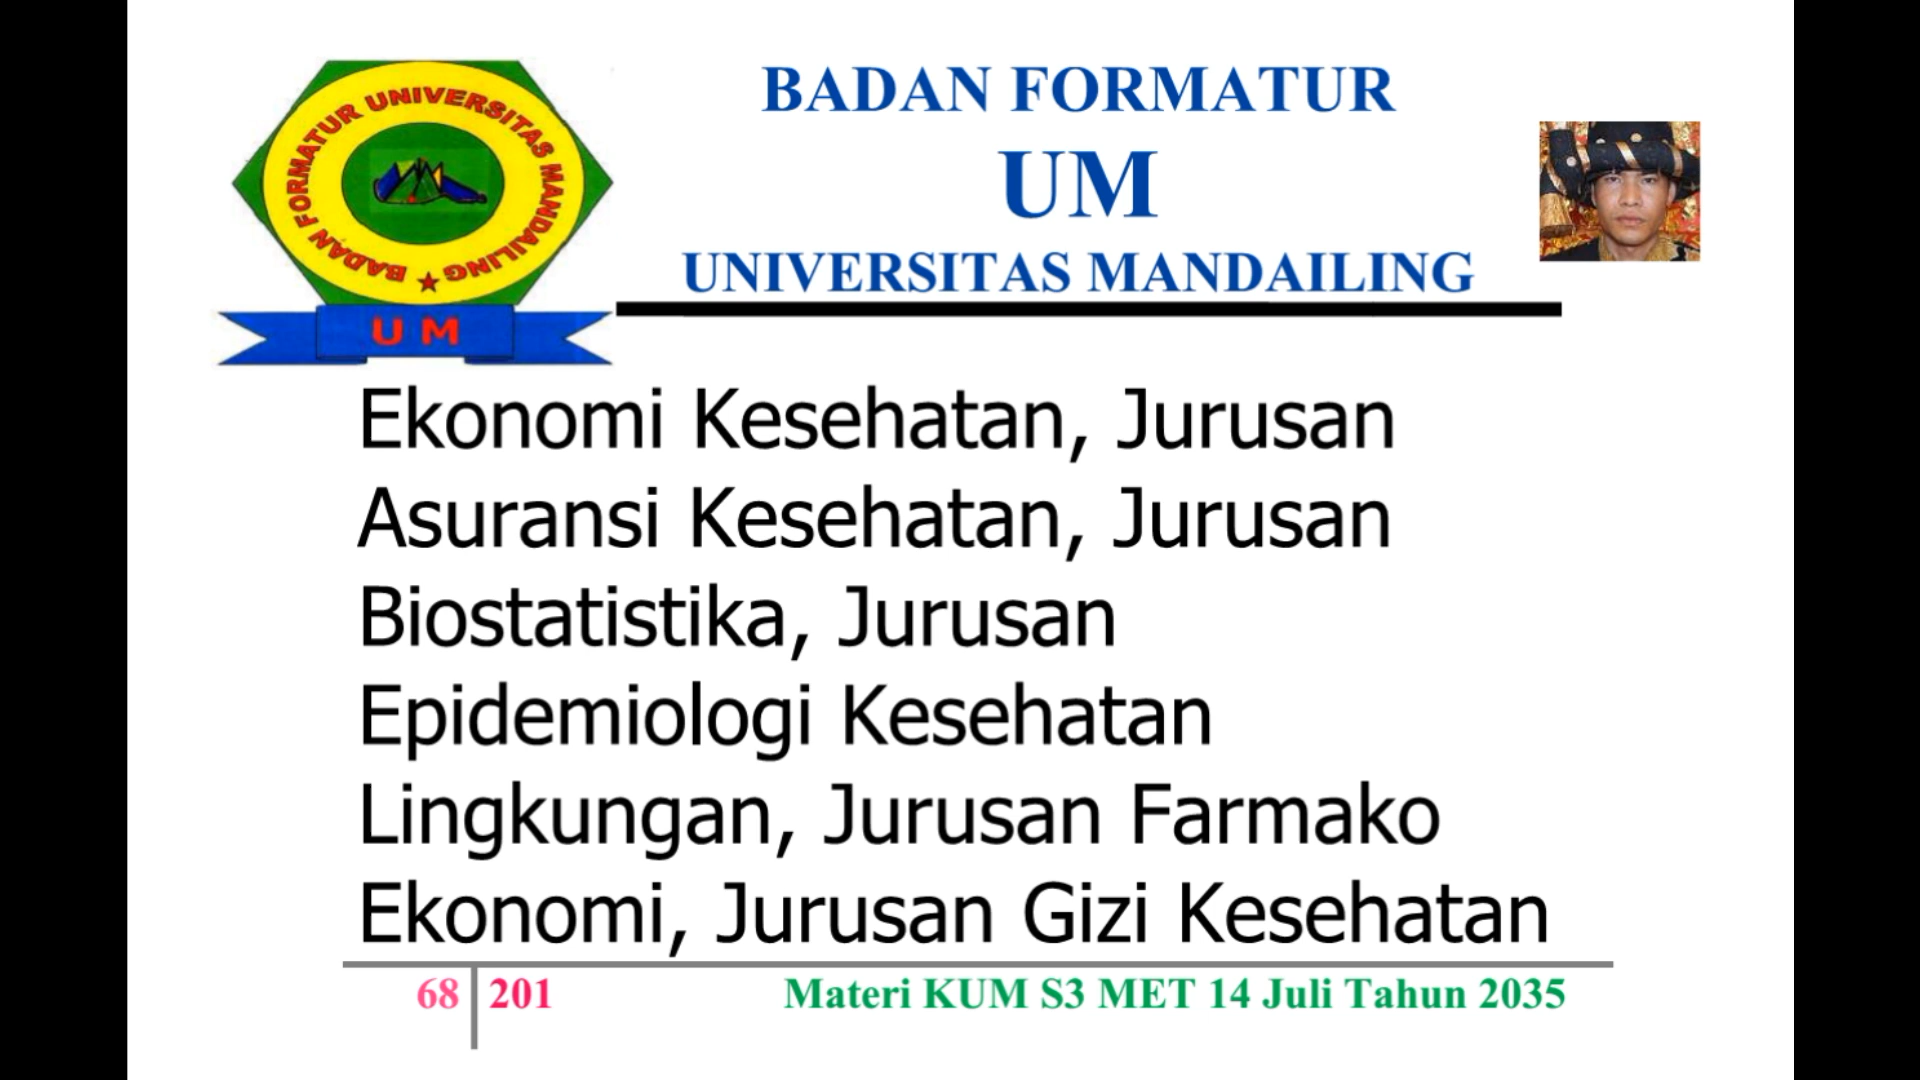 BADAN FORMATUR UNIVERSITAS MANDAILING
U M
BADAN FORMATUR
UM
UNIVERSITAS MANDAILING
Ekonomi Kesehatan, Jurusan
Asuransi Kesehatan, Jurusan
Biostatistika, Jurusan
Epidemiologi Kesehatan
Lingkungan, Jurusan Farmako
Ekonomi, Jurusan Gizi Kesehatan
68 201 Materi KUM S3 MET 14 Juli Tahun 2035